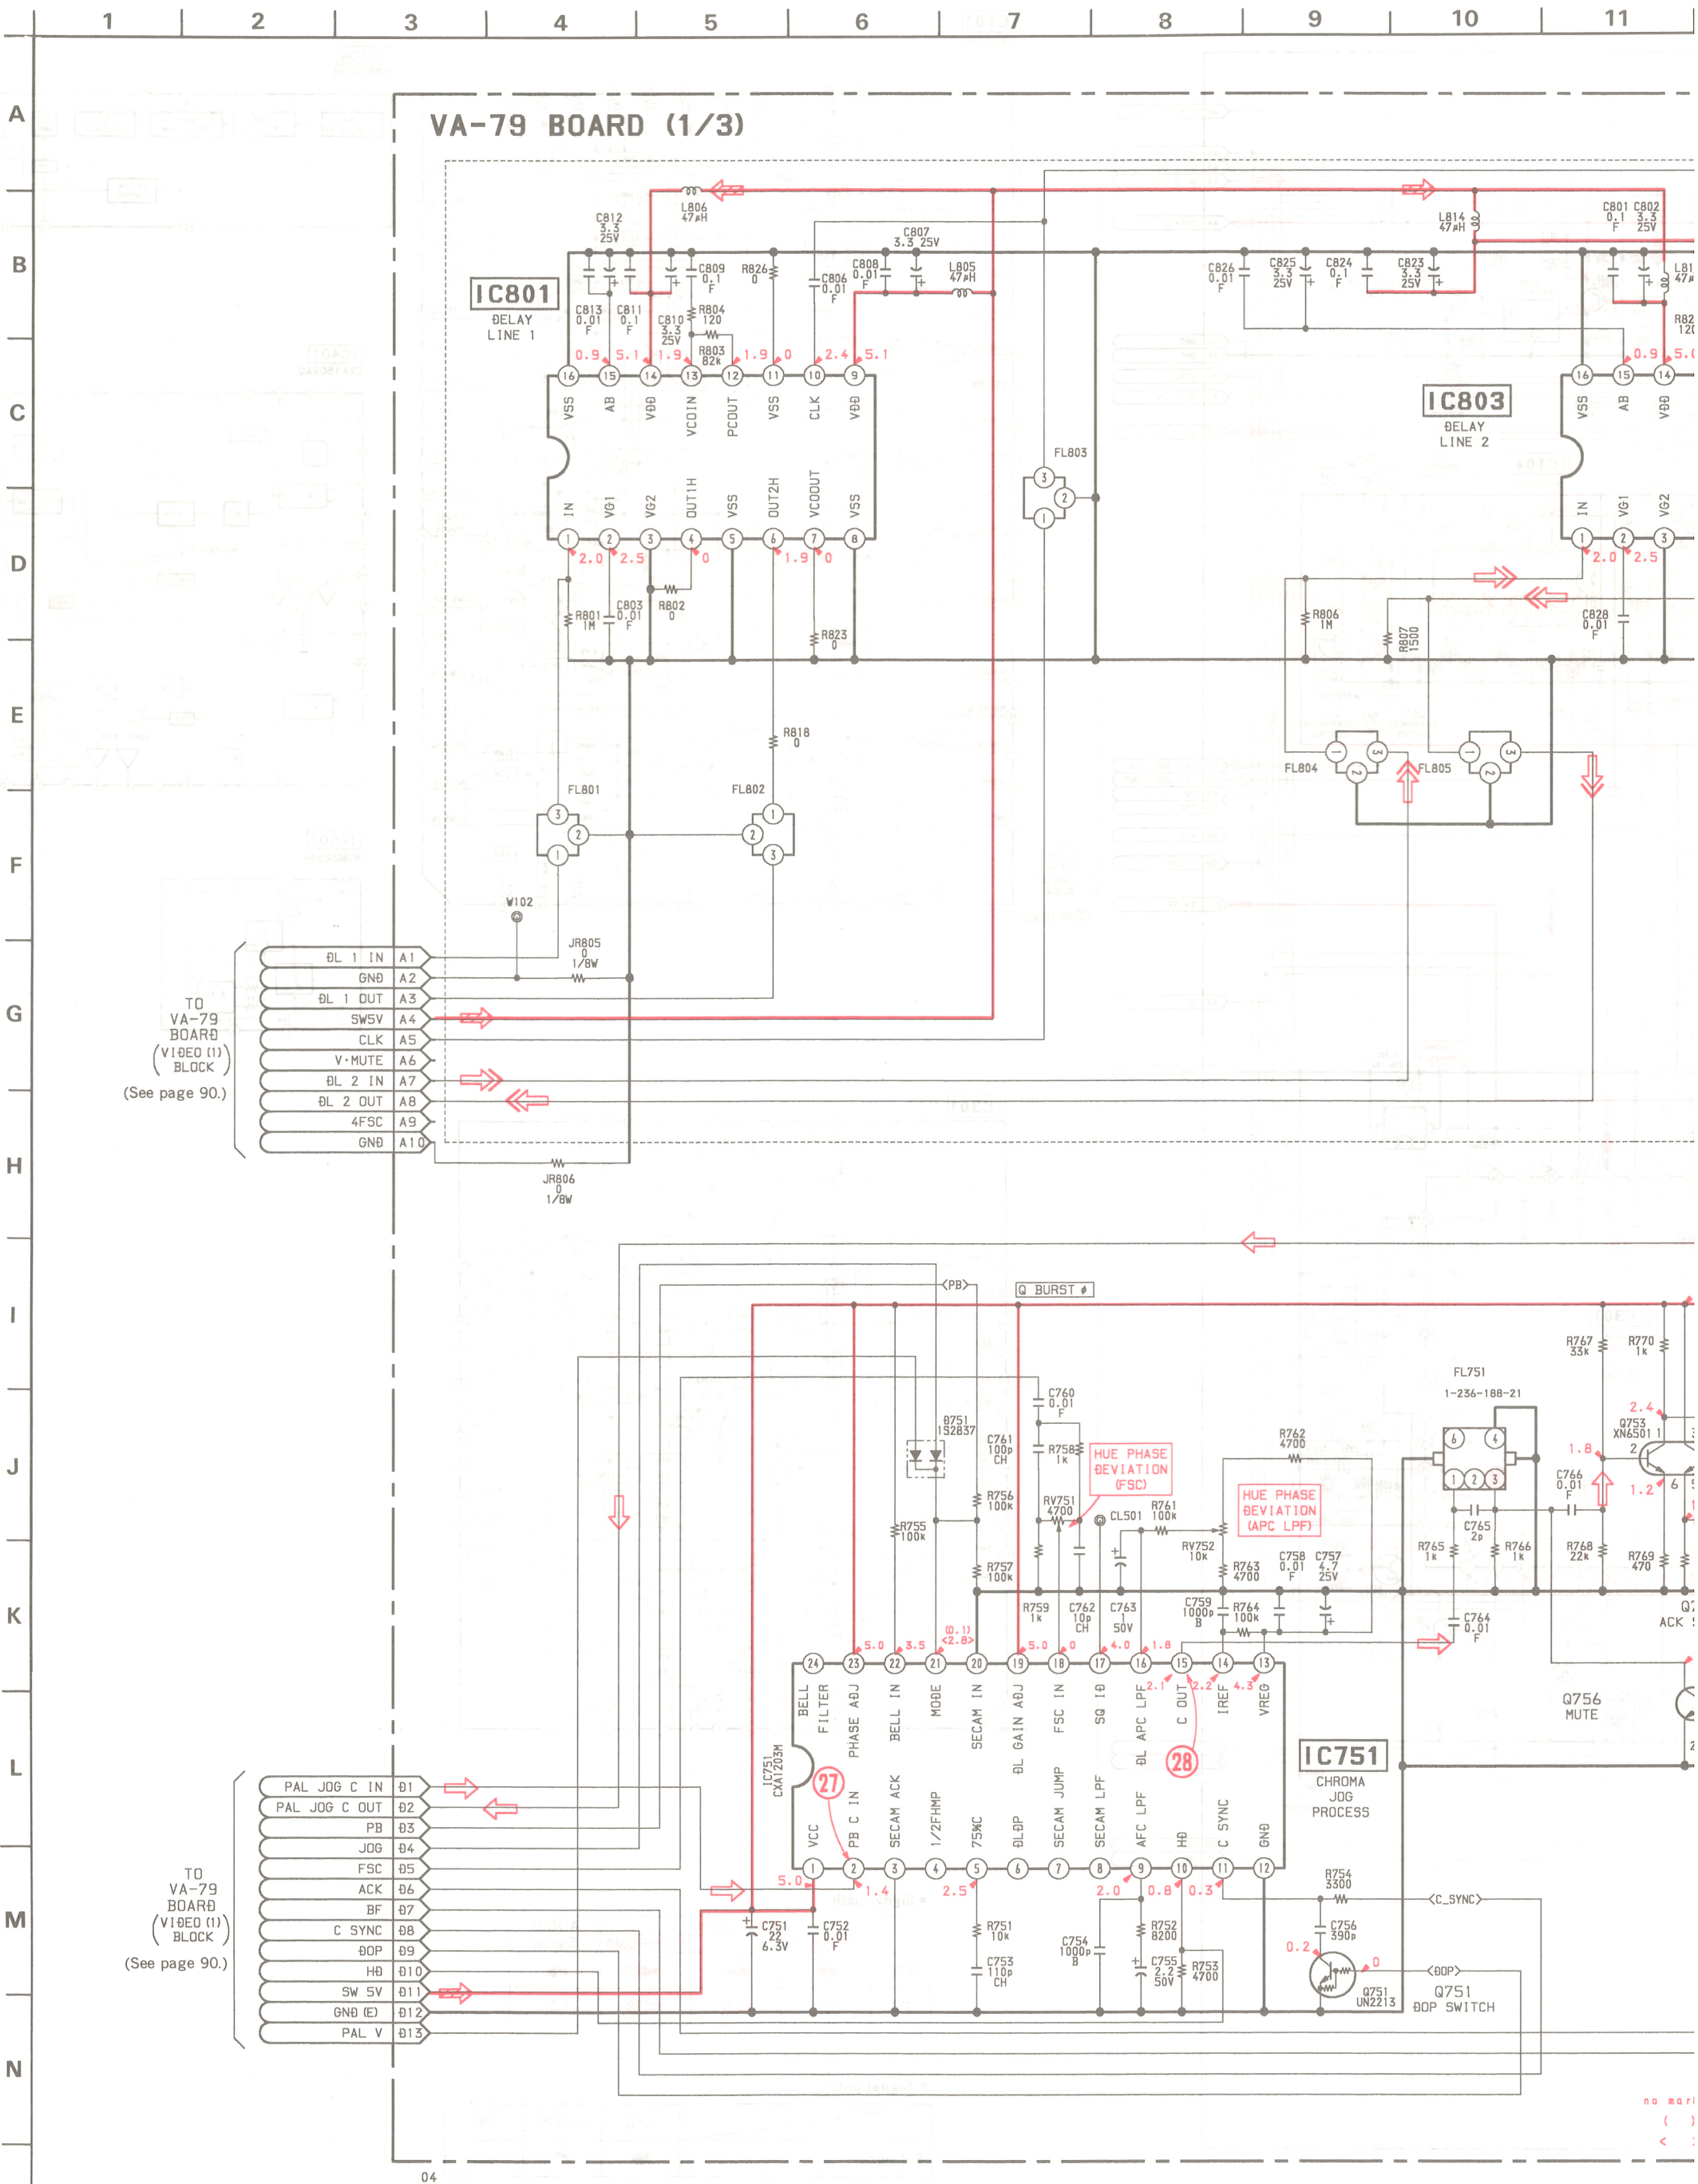 1 2 3 4 5 6 7 8 9 10 11
A
VA-79 BOARD (1/3)
B
L806
47µH
C812
3.3
25V
C807
3.3 25V
L814
47µH
C801
0.1
F
C802
3.3
25V
IC801
DELAY
LINE 1
C813
0.01
F
C811
0.1
F
C810
3.3
25V
C809
0.1
F
R804
120
R803
82k
R826
0
C806
0.01
F
C808
0.01
F
L805
47µH
C826
0.01
F
C825
3.3
25V
C824
0.1
F
C823
3.3
25V
0.9 5.1 1.9 1.9 0 2.4 5.1
0.9
16 15 14 13 12 11 10 9
16 15 14
C
VSS AB VDD VCOIN PCOUT VSS CLK VDD
IC803
DELAY
LINE 2
VSS AB VDD
FL803
3
2
1
D
IN VG1 VG2 OUT1H VSS OUT2H VCOOUT VSS
IN VG1 VG2
1 2 3 4 5 6 7 8
1 2 3
2.0 2.5 0 1.9 0
2.0 2.5
R801
1M
C803
0.01
F
R802
0
R823
0
R806
1M
R807
1500
C828
0.01
F
E
R818
0
FL804
1 2 3
FL805
1 2 3
FL801
3
2
1
FL802
1
2
3
F
W102
JR805
0
1/8W
G
TO
VA-79
BOARD
(VIDEO (1))
BLOCK
(See page 90.)
DL 1 IN A1
GND A2
DL 1 OUT A3
SW5V A4
CLK A5
V·MUTE A6
DL 2 IN A7
DL 2 OUT A8
4FSC A9
GND A10
H
JR806
0
1/8W
I
<PB>
Q BURST ø
R767
33k
R770
1k
FL751
1-236-188-21
J
C760
0.01
F
D751
1S2837
C761
100p
CH
R758
1k
HUE PHASE
DEVIATION
(FSC)
R762
4700
HUE PHASE
DEVIATION
(APC LPF)
6 4
1 2 3
2.4
Q753
XN6501 1
1.8
2
6
1.2
C766
0.01
F
R756
100k
RV751
4700
CL501
R761
100k
R755
100k
RV752
10k
C765
2p
R765
1k
R766
1k
R768
22k
R769
470
K
R757
100k
R759
1k
C762
10p
CH
C763
1
50V
R763
4700
C758
0.01
F
C757
4.7
25V
C759
1000p
B
R764
100k
C764
0.01
F
ACK
5.0 3.5 (0.1) <2.8> 5.0 0 4.0 1.8
24 23 22 21 20 19 18 17 16 15 14 13
2.1 2.2 4.3
BELL FILTER PHASE ADJ BELL IN MODE SECAM IN DL GAIN ADJ FSC IN SQ ID DL APC LPF C OUT IREF VREG
Q756
MUTE
L
IC751
CXA1203M
27
28
IC751
CHROMA
JOG
PROCESS
VCC PB C IN SECAM ACK 1/2FHMP 75%C DLDP SECAM JUMP SECAM LPF AFC LPF HD C SYNC GND
1 2 3 4 5 6 7 8 9 10 11 12
5.0 1.4 2.5 2.0 0.8 0.3
M
TO
VA-79
BOARD
(VIDEO (1))
BLOCK
(See page 90.)
PAL JOG C IN D1
PAL JOG C OUT D2
PB D3
JOG D4
FSC D5
ACK D6
BF D7
C SYNC D8
DOP D9
HD D10
SW 5V D11
GND (E) D12
PAL V D13
C751
22
6.3V
C752
0.01
F
R751
10k
C753
110p
CH
C754
1000p
B
R752
8200
C755
2.2
50V
R753
4700
R754
3300
<C_SYNC>
C756
390p
0.2
0
<DOP>
Q751
UN2213
Q751
DOP SWITCH
N
no mar
( )
<
04